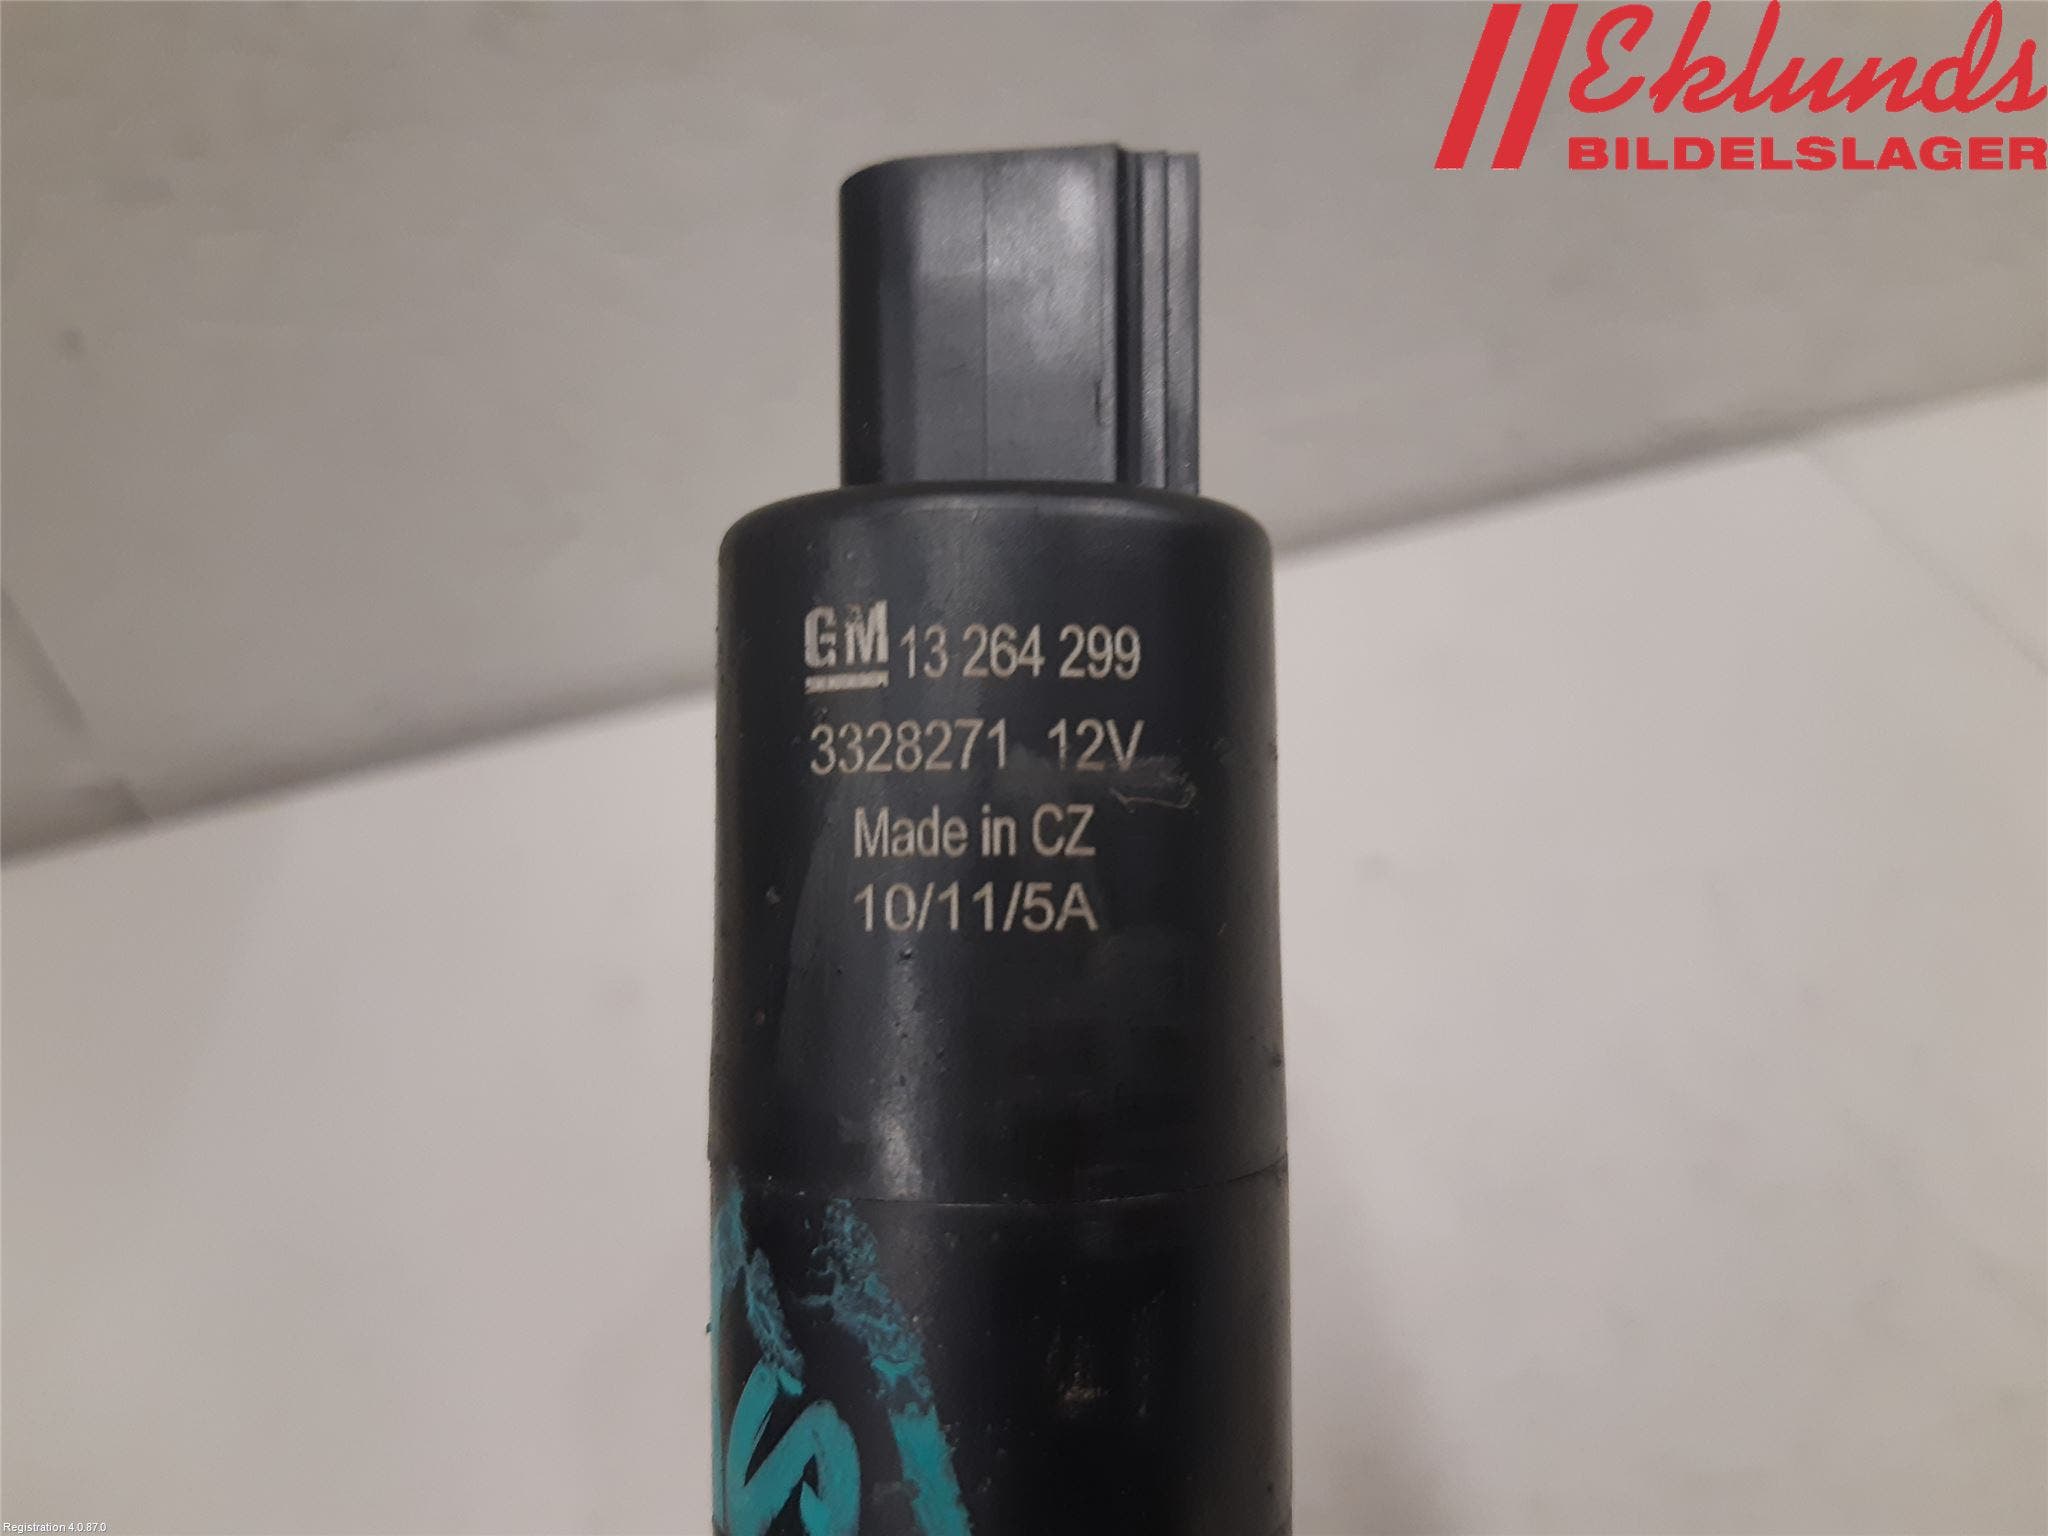 Eklunds
BILDELSLAGER
GM 13 264 299
3328271 12V
Made in CZ
10/11/5A
Registration 4.0.87.0